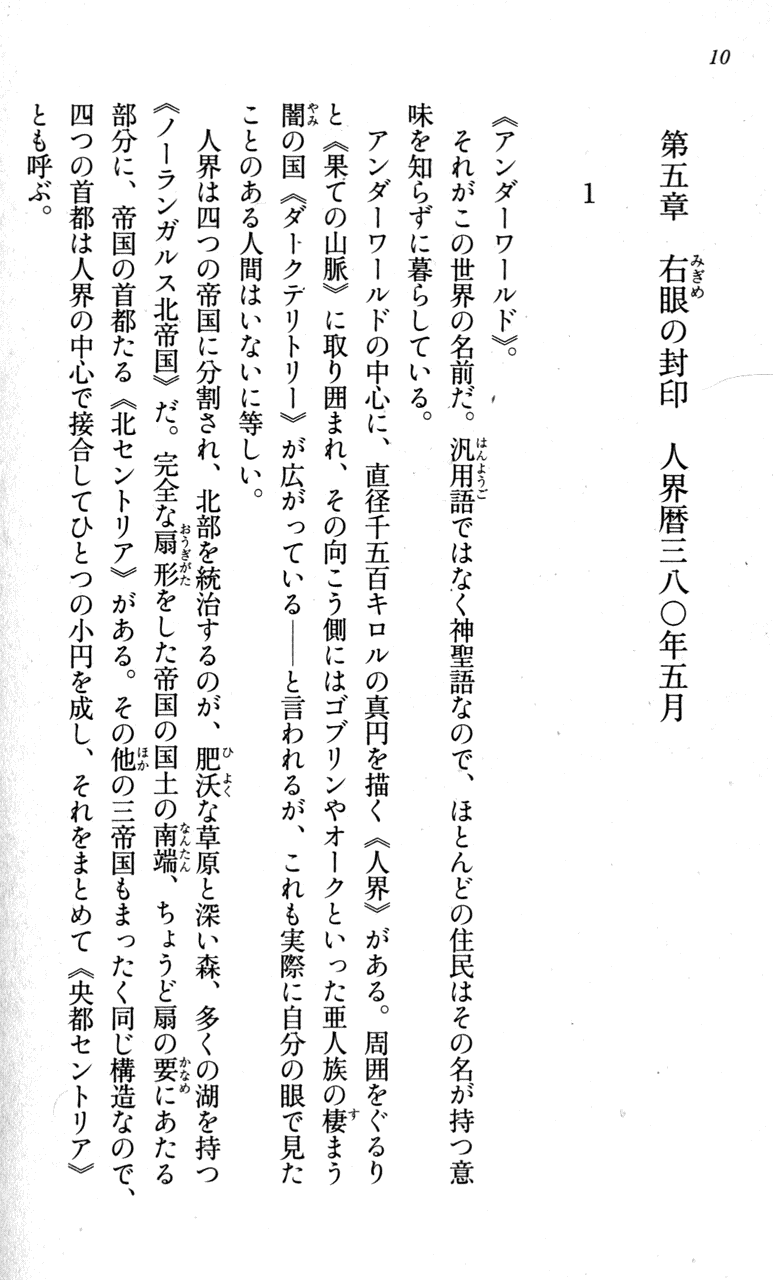 10
第五章　右眼の封印　人界暦三八〇年五月
1
《アンダーワールド》。
それがこの世界の名前だ。汎用語ではなく神聖語なので、ほとんどの住民はその名が持つ意
味を知らずに暮らしている。
アンダーワールドの中心に、直径千五百キロルの真円を描く《人界》がある。周囲をぐるり
と《果ての山脈》に取り囲まれ、その向こう側にはゴブリンやオークといった亜人族の棲まう
闇の国《ダークテリトリー》が広がっている――と言われるが、これも実際に自分の眼で見た
ことのある人間はいないに等しい。
人界は四つの帝国に分割され、北部を統治するのが、肥沃な草原と深い森、多くの湖を持つ
《ノーランガルス北帝国》だ。完全な扇形をした帝国の国土の南端、ちょうど扇の要にあたる
部分に、帝国の首都たる《北セントリア》がある。その他の三帝国もまったく同じ構造なので、
四つの首都は人界の中心で接合してひとつの小円を成し、それをまとめて《央都セントリア》
とも呼ぶ。